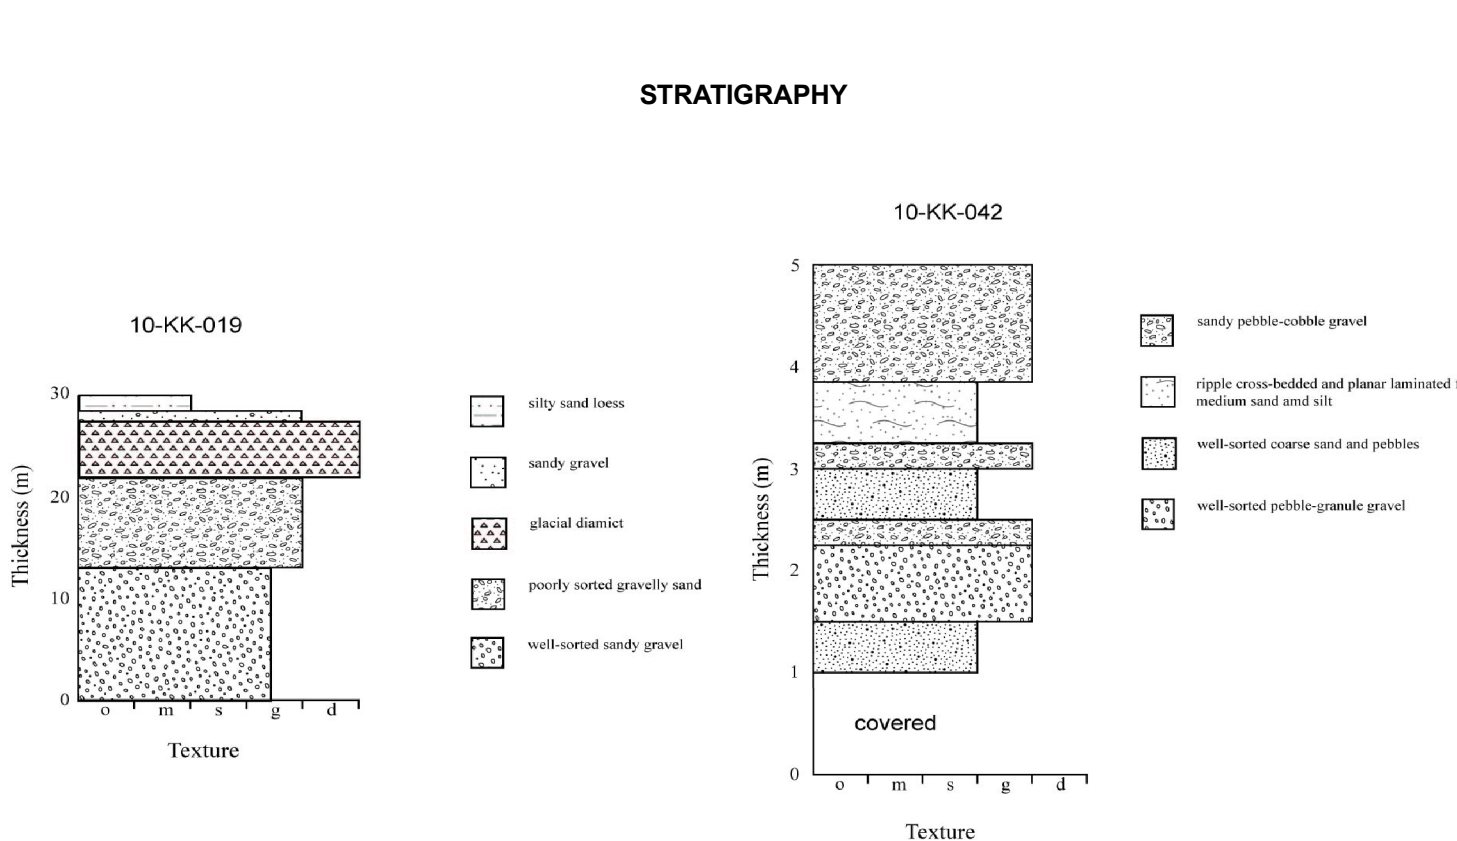 STRATIGRAPHY
10-KK-019
30
20
10
0
Thickness (m)
o m s g d
Texture
silty sand loess
sandy gravel
glacial diamict
poorly sorted gravelly sand
well-sorted sandy gravel
10-KK-042
5
4
3
2
1
0
Thickness (m)
covered
o m s g d
Texture
sandy pebble-cobble gravel
ripple cross-bedded and planar laminated
medium sand amd silt
well-sorted coarse sand and pebbles
well-sorted pebble-granule gravel